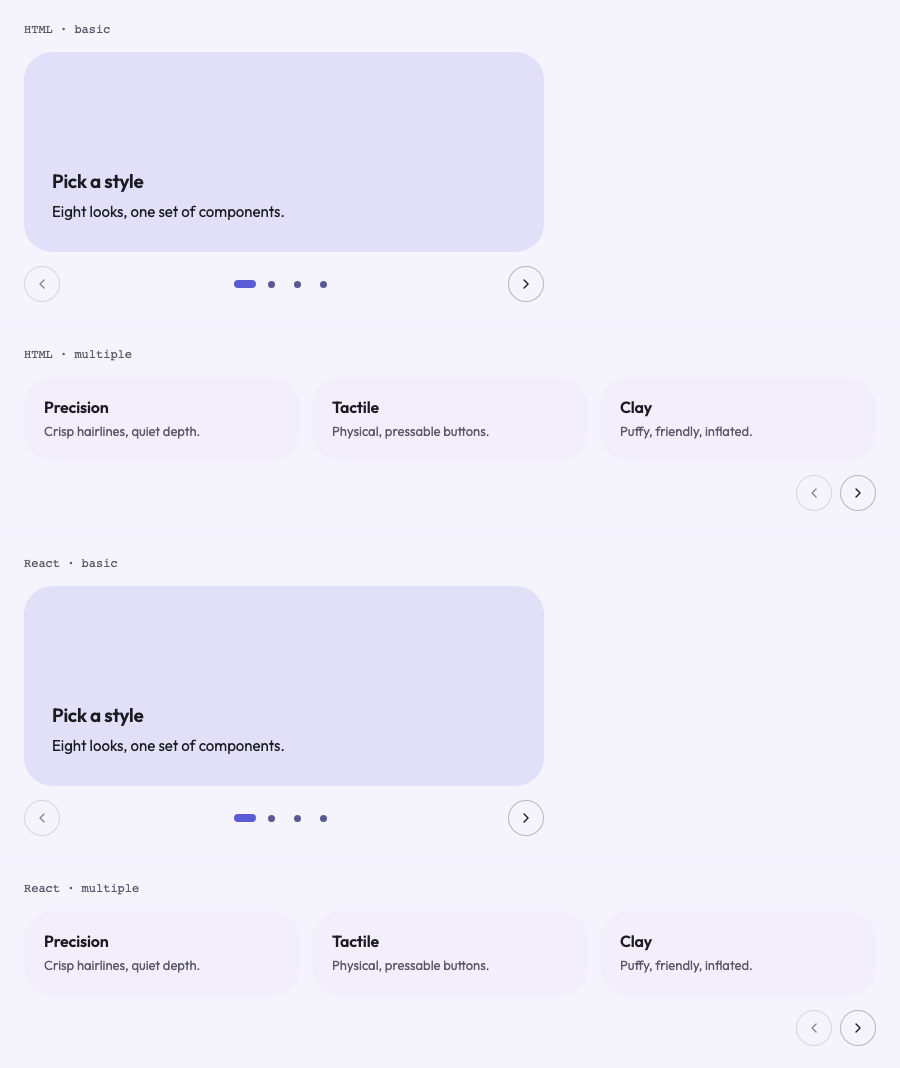 HTML · basic
Pick a style
Eight looks, one set of components.
HTML · multiple
Precision
Crisp hairlines, quiet depth.
Tactile
Physical, pressable buttons.
Clay
Puffy, friendly, inflated.
React · basic
Pick a style
Eight looks, one set of components.
React · multiple
Precision
Crisp hairlines, quiet depth.
Tactile
Physical, pressable buttons.
Clay
Puffy, friendly, inflated.